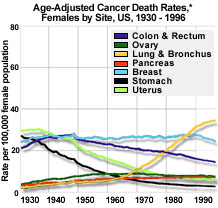 Age-Adjusted Cancer Death Rates,*
Females by Site, US, 1930 - 1996
Rate per 100,000 female population
80
60
40
20
0
Colon & Rectum
Ovary
Lung & Bronchus
Pancreas
Breast
Stomach
Uterus
1930 1940 1950 1960 1970 1980 1990